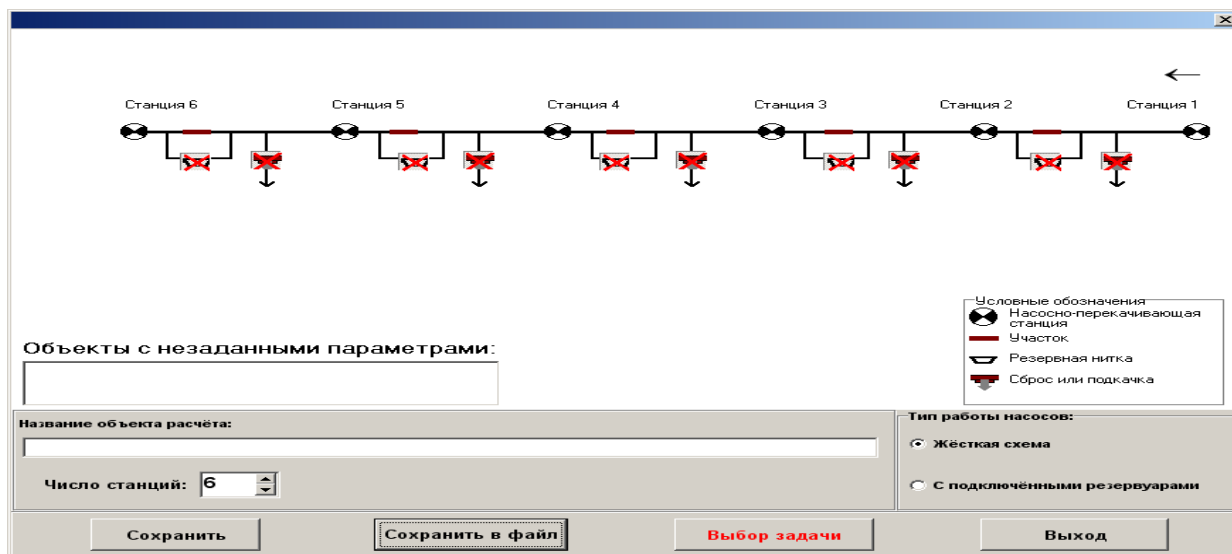 Станция 6
Станция 5
Станция 4
Станция 3
Станция 2
Станция 1
Условные обозначения
Насосно-перекачивающая
станция
Участок
Резервная нитка
Сброс или подкачка
Объекты с незаданными параметрами:
Название объекта расчёта:
Число станций: 6
Тип работы насосов:
Жёсткая схема
С подключёнными резервуарами
Сохранить
Сохранить в файл
Выбор задачи
Выход